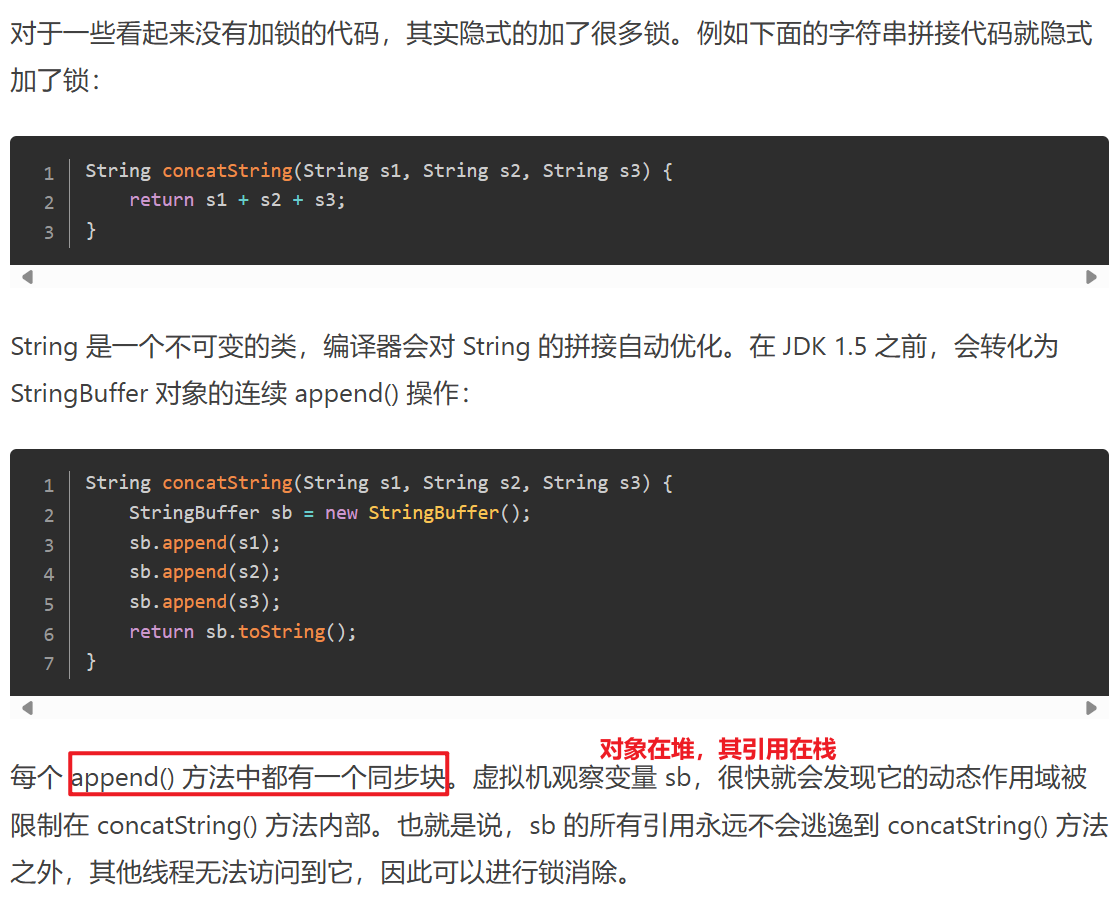 对于一些看起来没有加锁的代码，其实隐式的加了很多锁。例如下面的字符串拼接代码就隐式
加了锁：
1 String concatString(String s1, String s2, String s3) {
2     return s1 + s2 + s3;
3 }
String 是一个不可变的类，编译器会对 String 的拼接自动优化。在 JDK 1.5 之前，会转化为
StringBuffer 对象的连续 append() 操作：
1 String concatString(String s1, String s2, String s3) {
2     StringBuffer sb = new StringBuffer();
3     sb.append(s1);
4     sb.append(s2);
5     sb.append(s3);
6     return sb.toString();
7 }
对象在堆，其引用在栈
每个 append() 方法中都有一个同步块。虚拟机观察变量 sb，很快就会发现它的动态作用域被
限制在 concatString() 方法内部。也就是说，sb 的所有引用永远不会逃逸到 concatString() 方法
之外，其他线程无法访问到它，因此可以进行锁消除。